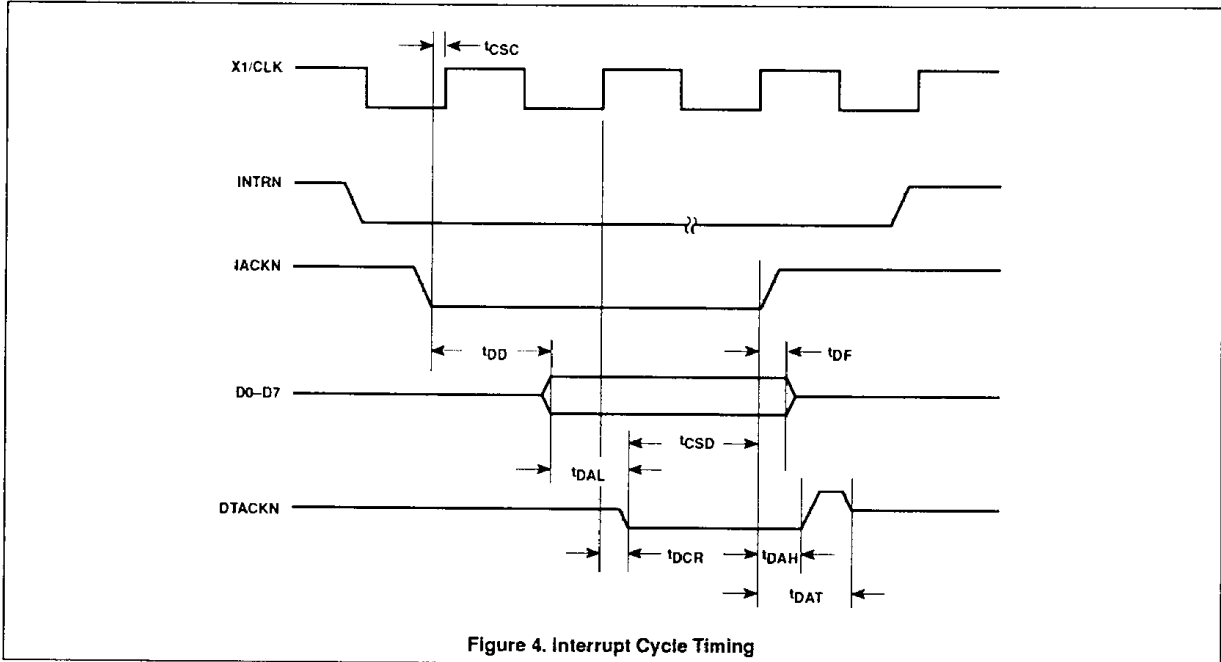 tCSC
X1/CLK
INTRN
IACKN
tDD
tDF
D0–D7
tCSD
tDAL
DTACKN
tDCR
tDAH
tDAT
Figure 4. Interrupt Cycle Timing